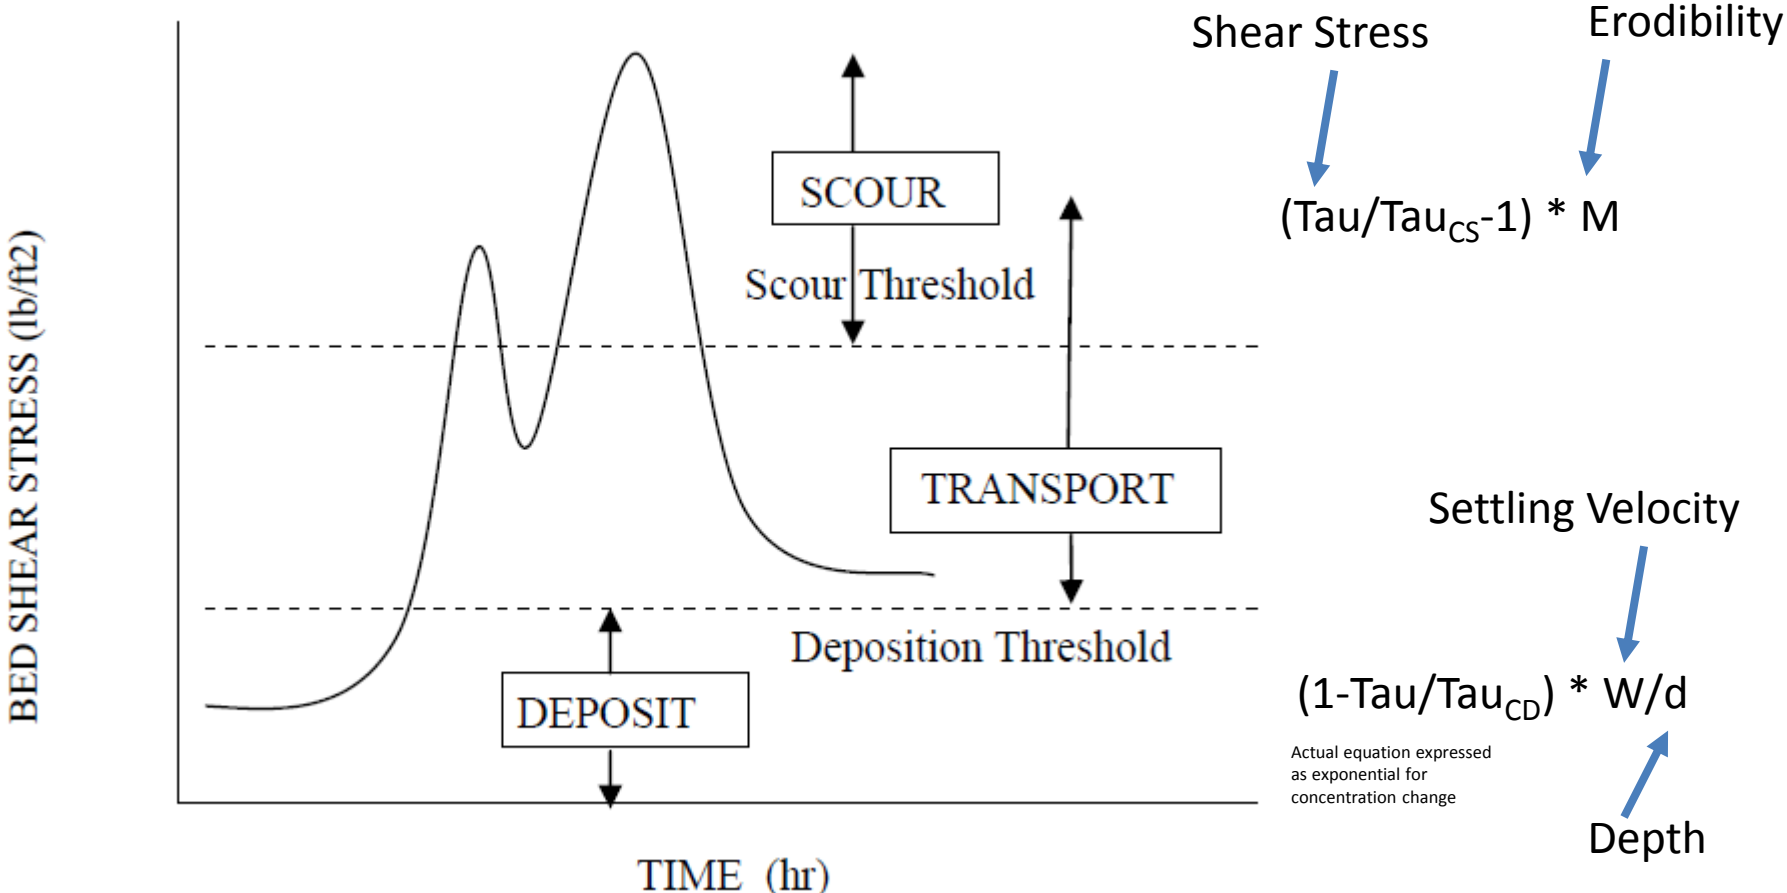 Shear Stress
Erodibility
SCOUR
(Tau/Tau_CS-1) * M
Scour Threshold
BED SHEAR STRESS (lb/ft2)
TRANSPORT
Settling Velocity
Deposition Threshold
DEPOSIT
(1-Tau/Tau_CD) * W/d
Actual equation expressed
as exponential for
concentration change
Depth
TIME (hr)